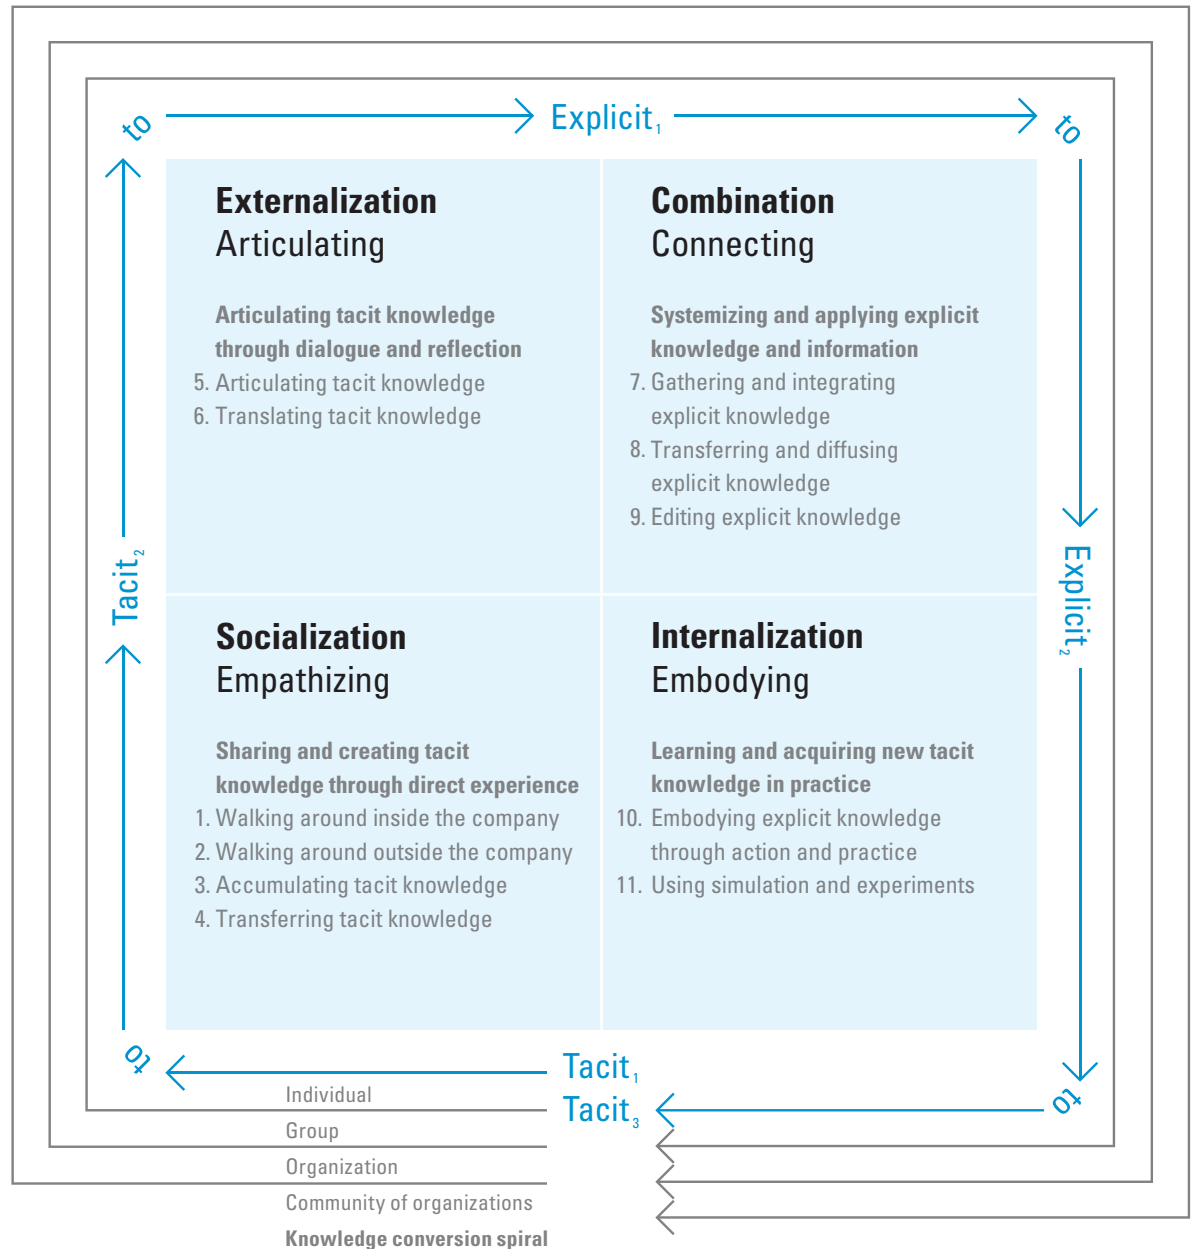 to
Explicit₁
to
Externalization
Articulating
Articulating tacit knowledge
through dialogue and reflection
5. Articulating tacit knowledge
6. Translating tacit knowledge
Combination
Connecting
Systemizing and applying explicit
knowledge and information
7. Gathering and integrating
explicit knowledge
8. Transferring and diffusing
explicit knowledge
9. Editing explicit knowledge
Tacit₂
Explicit₂
Socialization
Empathizing
Sharing and creating tacit
knowledge through direct experience
1. Walking around inside the company
2. Walking around outside the company
3. Accumulating tacit knowledge
4. Transferring tacit knowledge
Internalization
Embodying
Learning and acquiring new tacit
knowledge in practice
10. Embodying explicit knowledge
through action and practice
11. Using simulation and experiments
to
Tacit₁
Individual
Tacit₃
to
Group
Organization
Community of organizations
Knowledge conversion spiral